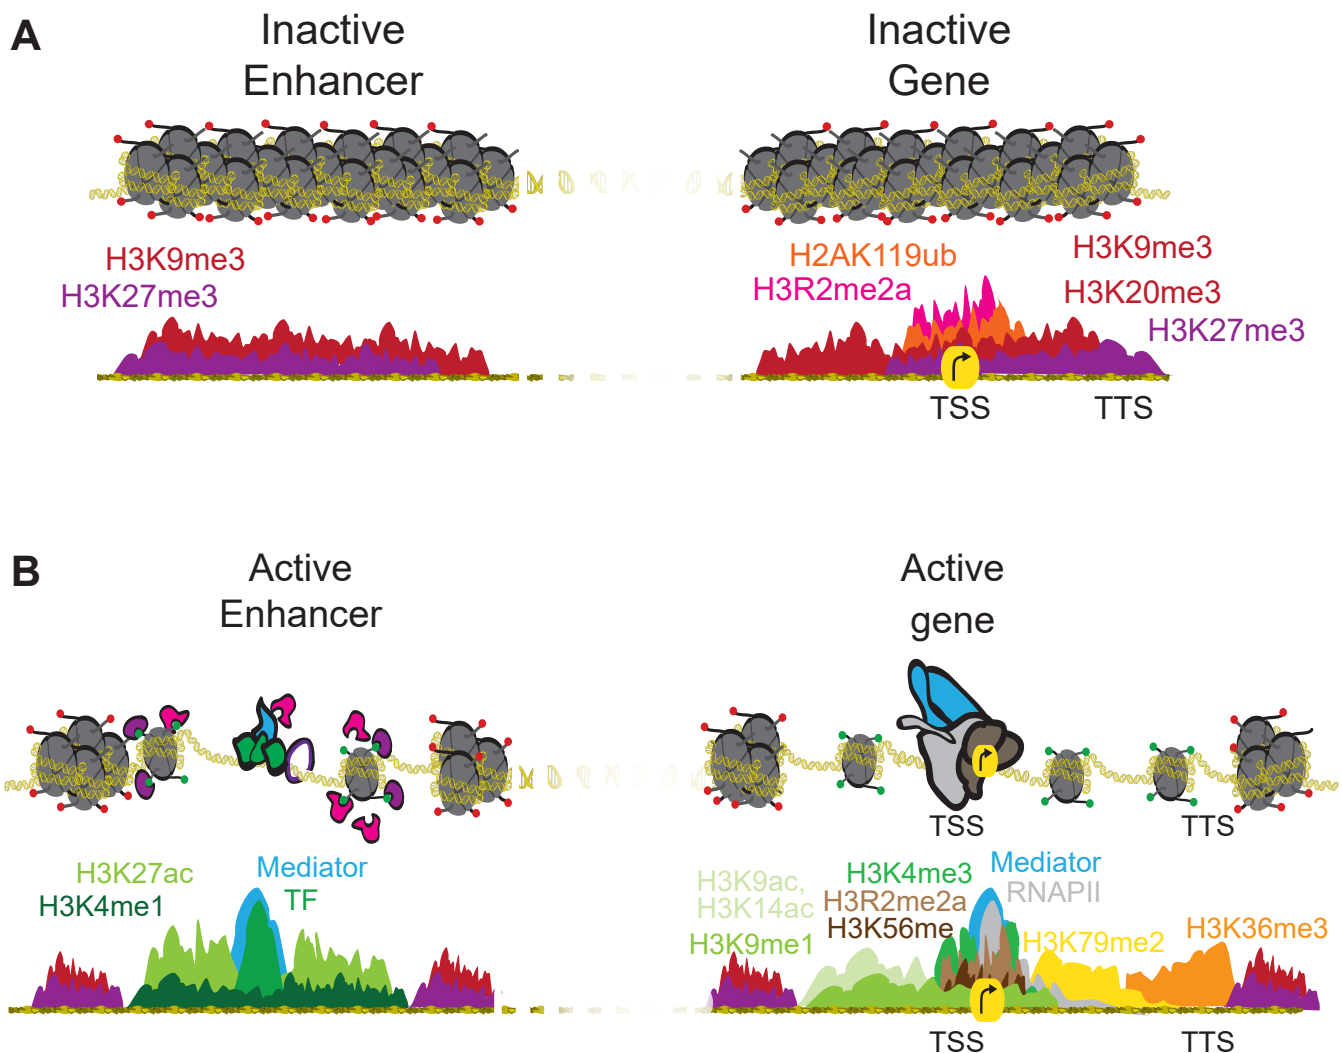 A
Inactive
Enhancer
Inactive
Gene
H3K9me3
H3K27me3
H2AK119ub
H3R2me2a
H3K9me3
H3K20me3
H3K27me3
TSS
TTS
B
Active
Enhancer
Active
gene
TSS
TTS
H3K27ac
H3K4me1
Mediator
TF
H3K9ac,
H3K14ac
H3K9me1
H3K4me3
H3R2me2a
H3K56me
Mediator
RNAPII
H3K79me2
H3K36me3
TSS
TTS